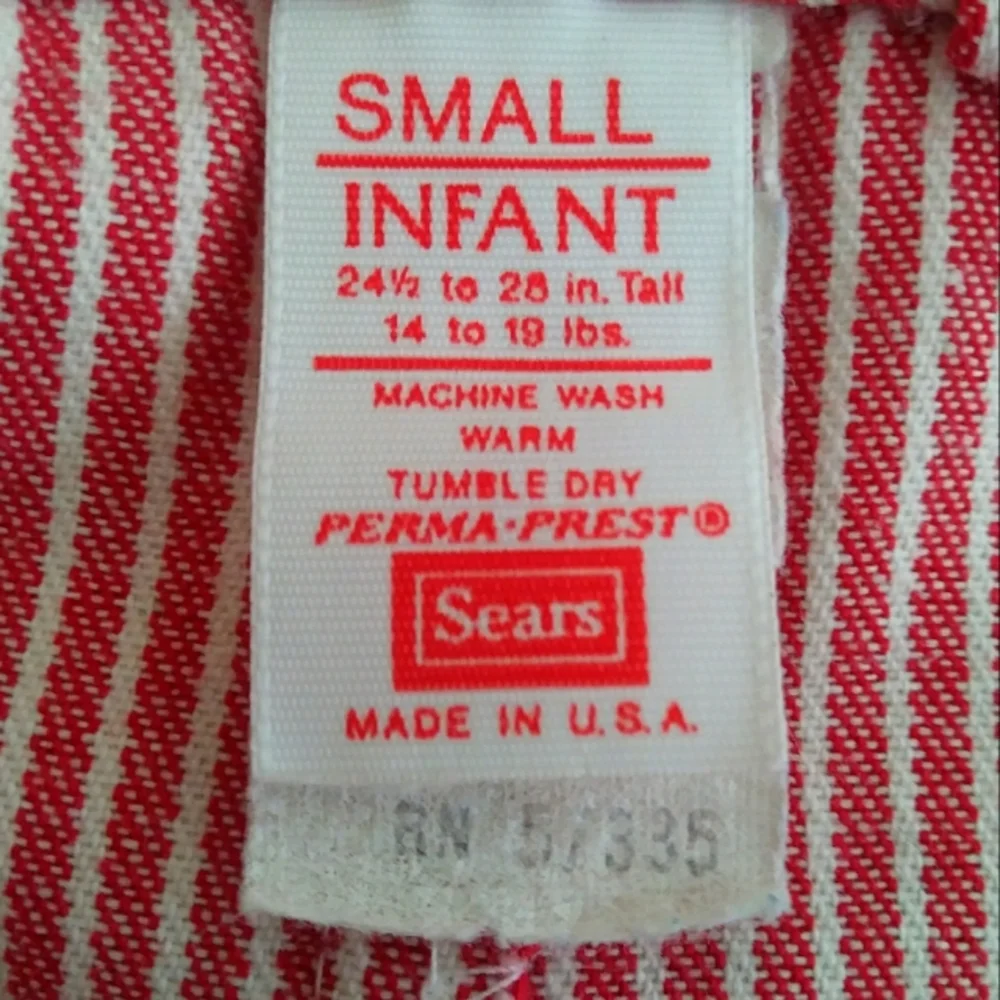 SMALL
INFANT
24½ to 28 in. Tall
14 to 19 lbs.
MACHINE WASH
WARM
TUMBLE DRY
PERMA-PREST®
Sears
MADE IN U.S.A.
RN 57335